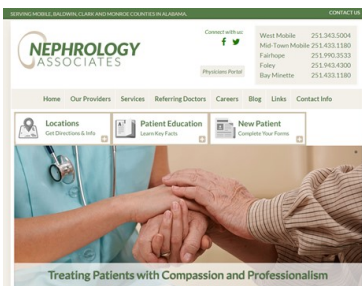 SERVING MOBILE, BALDWIN, CLARK AND MONROE COUNTIES IN ALABAMA.
CONTACT US
Connect with us:
NEPHROLOGY
ASSOCIATES
Physicians Portal
West Mobile 251.343.5004
Mid-Town Mobile 251.433.1180
Fairhope 251.990.3533
Foley 251.943.4300
Bay Minette 251.433.1180
Home Our Providers Services Referring Doctors Careers Blog Links Contact Info
Locations
Get Directions & Info
Patient Education
Learn Key Facts
New Patient
Complete Your Forms
Treating Patients with Compassion and Professionalism